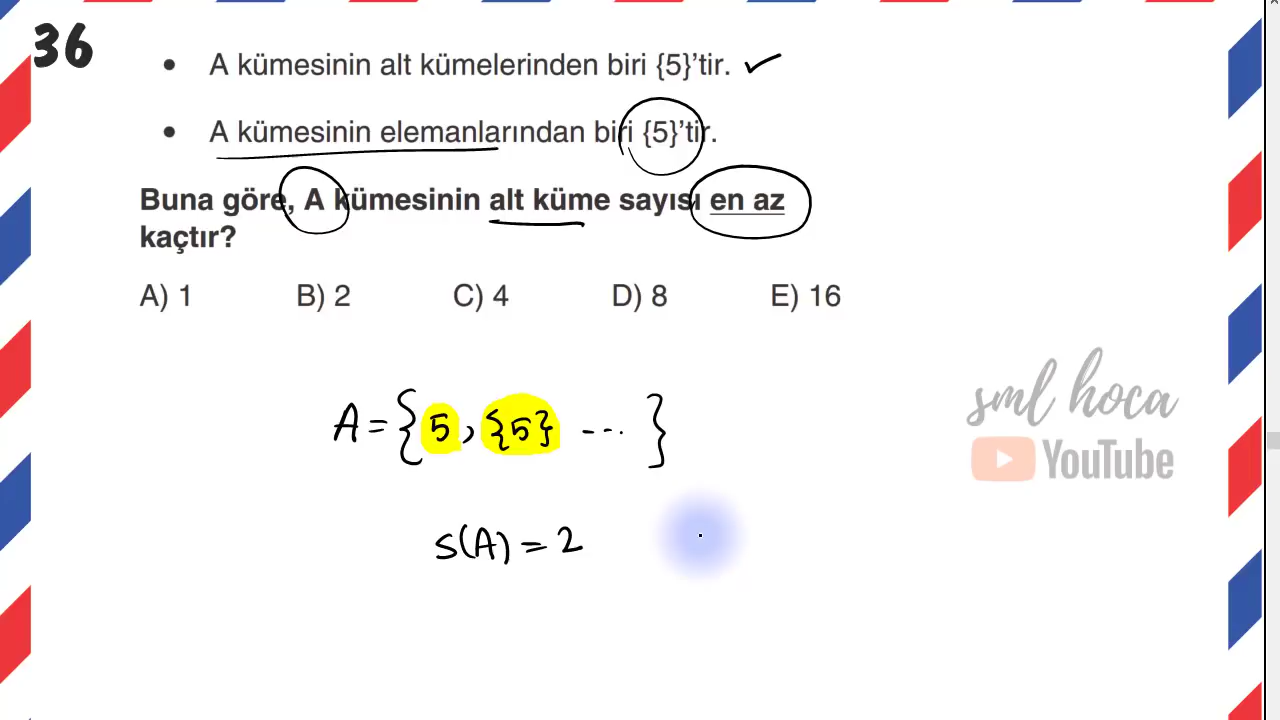 36
• A kümesinin alt kümelerinden biri {5}'tir.
• A kümesinin elemanlarından biri {5}'tir.
Buna göre, A kümesinin alt küme sayısı en az
kaçtır?
A) 1 B) 2 C) 4 D) 8 E) 16
A = { 5, {5} ... }
s(A) = 2
sml hoca
YouTube